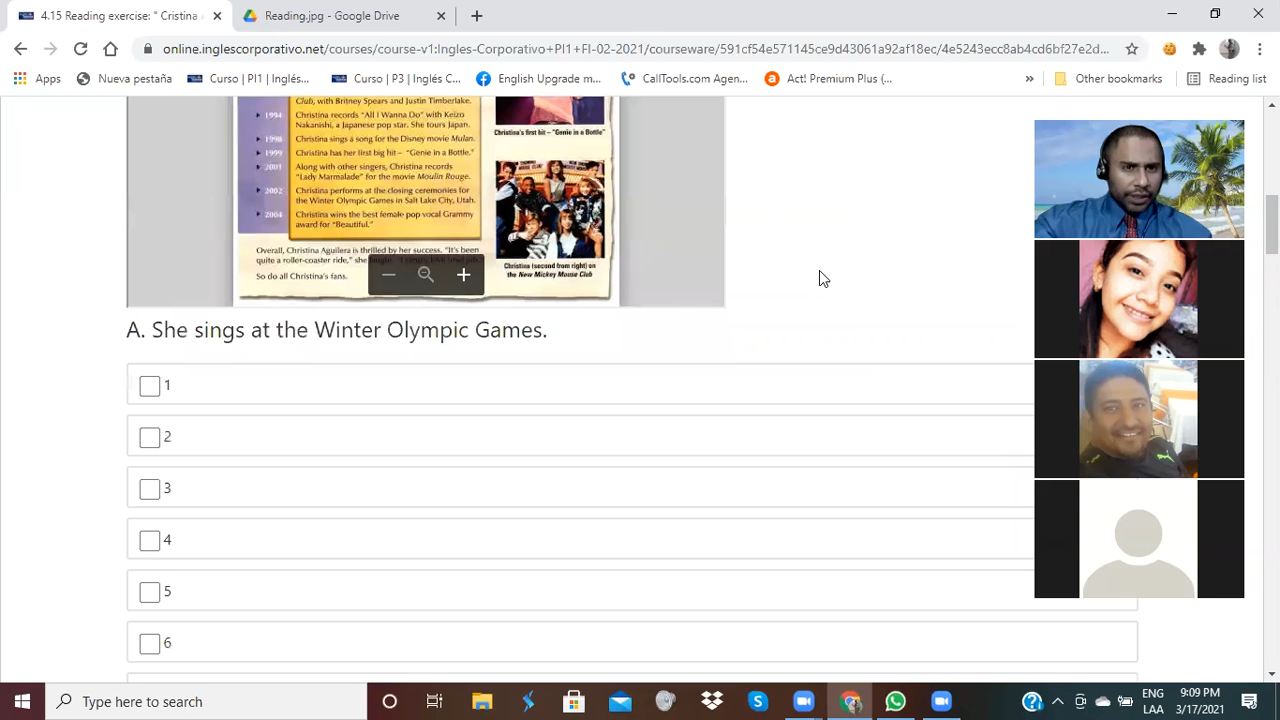 4.15 Reading exercise: " Cristina
Reading.jpg - Google Drive
online.inglescorporativo.net/courses/course-v1:Ingles-Corporativo+PI1+FI-02-2021/courseware/591cf54e571145ce9d43061a92af18ec/4e5243ecc8ab4cd6bf27e2d...
Apps
Nueva pestaña
Curso | PI1 | Inglés...
Curso | P3 | Inglés C...
English Upgrade m...
CallTools.com Agen...
Act! Premium Plus (...
»
Other bookmarks
Reading list
Club, with Britney Spears and Justin Timberlake.
1994 Christina records "All I Wanna Do" with Keizo
Nakanishi, a Japanese pop star. She tours Japan.
1998 Christina sings a song for the Disney movie Mulan.
1999 Christina has her first big hit– "Genie in a Bottle."
2001 Along with other singers, Christina records
"Lady Marmalade" for the movie Moulin Rouge.
2002 Christina performs at the closing ceremonies for
the Winter Olympic Games in Salt Lake City, Utah.
2004 Christina wins the best female pop vocal Grammy
award for "Beautiful."
Christina's first hit – "Genie in a Bottle"
Overall, Christina Aguilera is thrilled by her success. "It's been
quite a roller-coaster ride," she
So do all Christina's fans.
Christina (second from right) on
the New Mickey Mouse Club
A. She sings at the Winter Olympic Games.
1
2
3
4
5
6
Type here to search
ENG
LAA
9:09 PM
3/17/2021